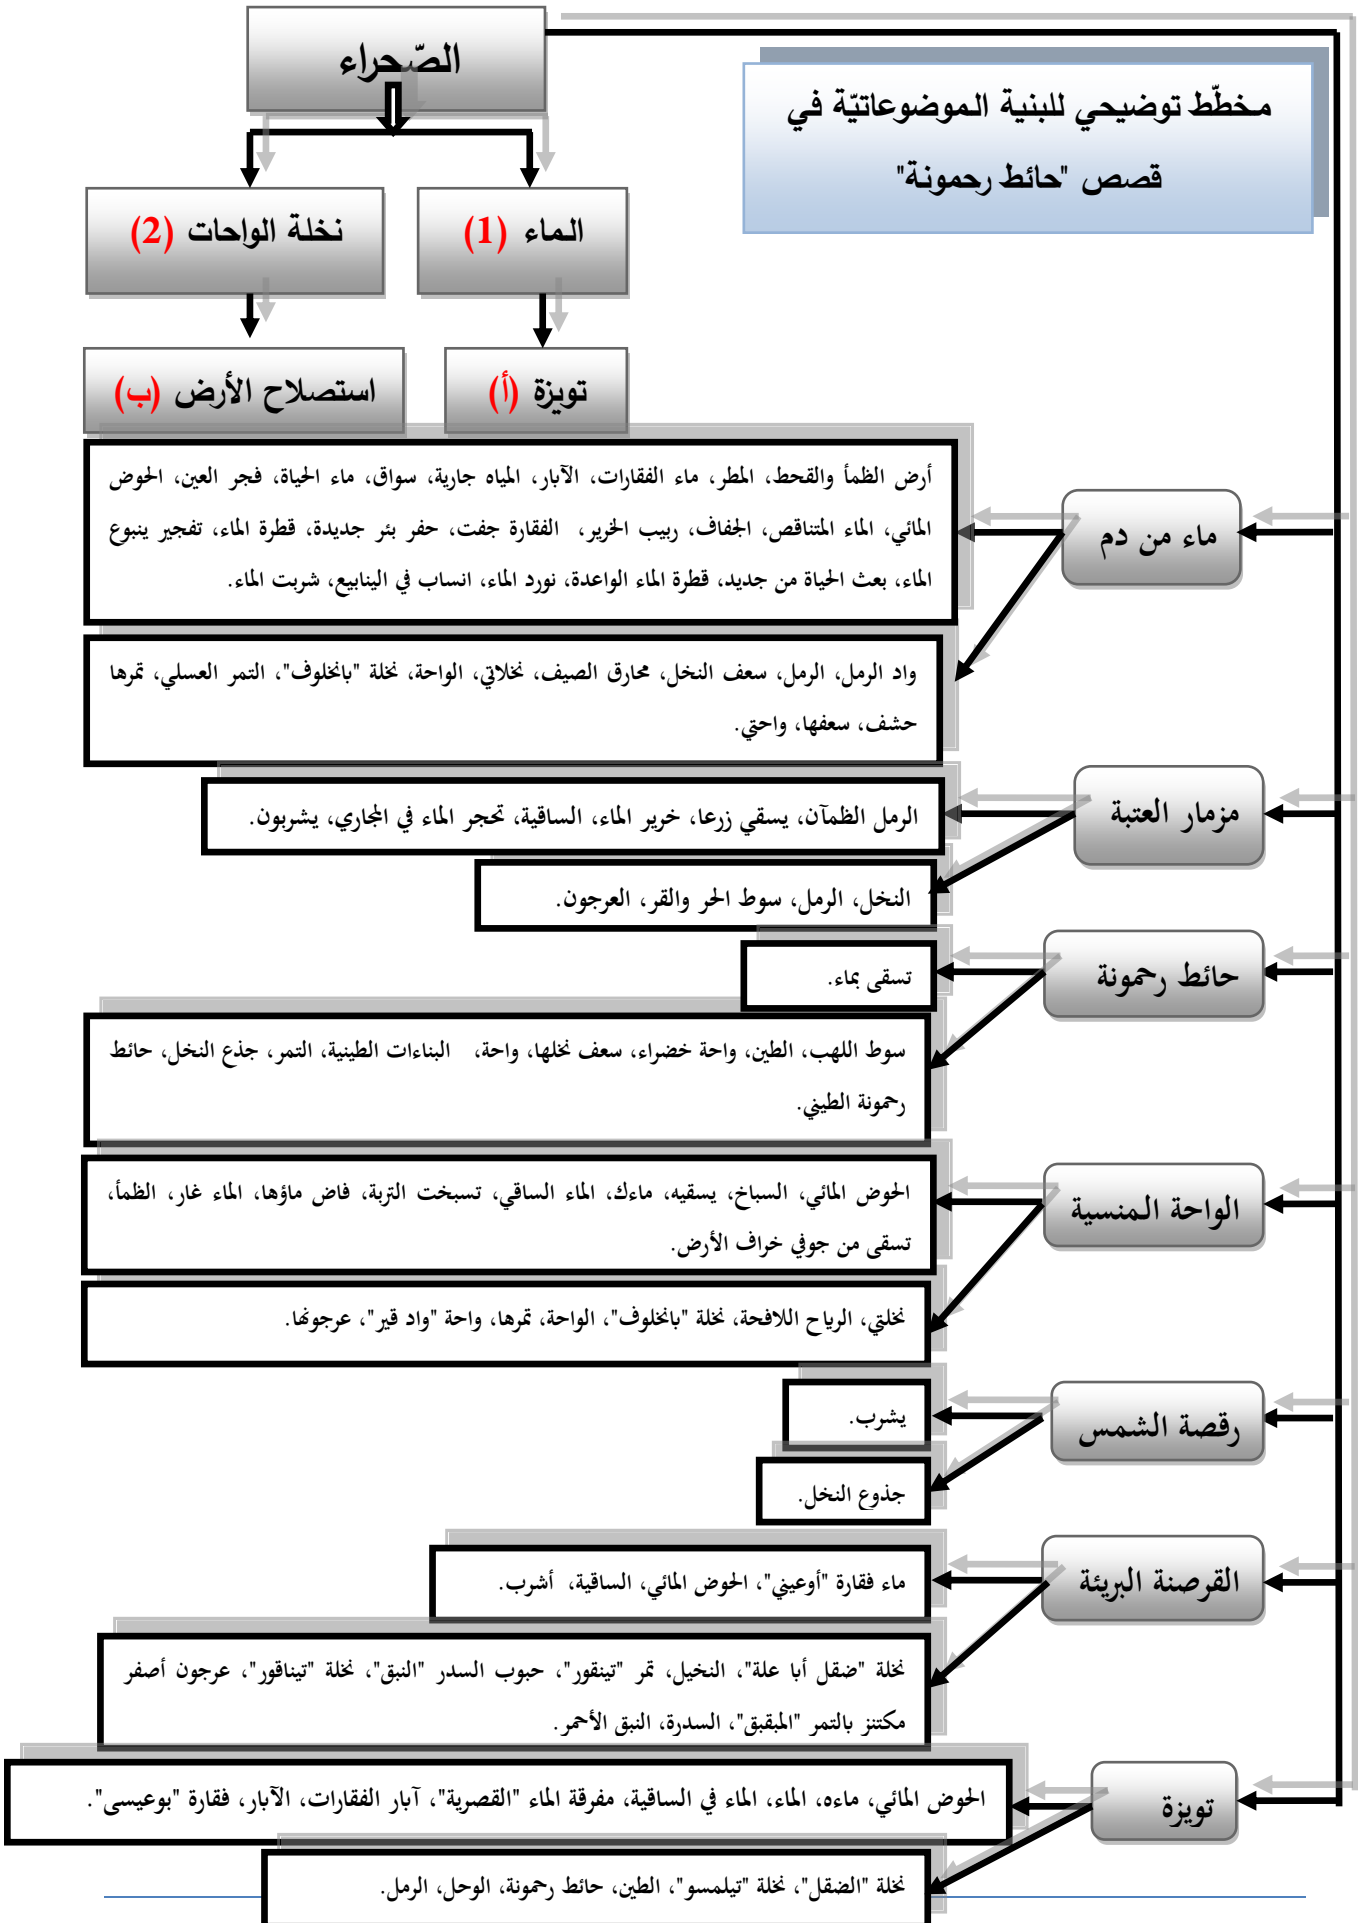 الصّحراء
مخطّط توضيحي للبنية الموضوعاتيّة في
قصص "حائط رحمونة"
الماء (1)
نخلة الواحات (2)
تويزة (أ)
استصلاح الأرض (ب)
ماء من دم
أرض الظمأ والقحط، المطر، ماء الفقارات، الآبار، المياه جارية، سواق، ماء الحياة، فجر العين، الحوض
المائي، الماء المتناقص، الجفاف، ربيب الخرير، الفقارة جفت، حفر بئر جديدة، قطرة الماء، تفجير ينبوع
الماء، بعث الحياة من جديد، قطرة الماء الواعدة، نورد الماء، انساب في الينابيع، شربت الماء.
واد الرمل، الرمل، سعف النخل، محارق الصيف، نخلاتي، الواحة، نخلة "بانخلوف"، التمر العسلي، تمرها
حشف، سعفها، واحتي.
مزمار العتبة
الرمل الظمآن، يسقي زرعا، خرير الماء، الساقية، تحجر الماء في المجاري، يشربون.
النخل، الرمل، سوط الحر والقر، العرجون.
حائط رحمونة
تسقى بماء.
سوط اللهب، الطين، واحة خضراء، سعف نخلها، واحة، البناءات الطينية، التمر، جذع النخل، حائط
رحمونة الطيني.
الواحة المنسية
الحوض المائي، السباخ، يسقيه، ماءك، الماء الساقي، تسبخت التربة، فاض ماؤها، الماء غار، الظمأ،
تسقى من جوفي خراف الأرض.
نخلتي، الرياح اللافحة، نخلة "بانخلوف"، الواحة، تمرها، واحة "واد قير"، عرجونها.
رقصة الشمس
يشرب.
جذوع النخل.
القرصنة البريئة
ماء فقارة "أوعيني"، الحوض المائي، الساقية، أشرب.
نخلة "ضقل أبا علة"، النخيل، تمر "تينقور"، حبوب السدر "النبق"، نخلة "تيناقور"، عرجون أصفر
مكتنز بالتمر "المبقبق"، السدرة، النبق الأحمر.
تويزة
الحوض المائي، ماءه، الماء، الماء في الساقية، مفرقة الماء "القصرية"، آبار الفقارات، الآبار، فقارة "بوعيسى".
نخلة "الضقل"، نخلة "تيلمسو"، الطين، حائط رحمونة، الوحل، الرمل.